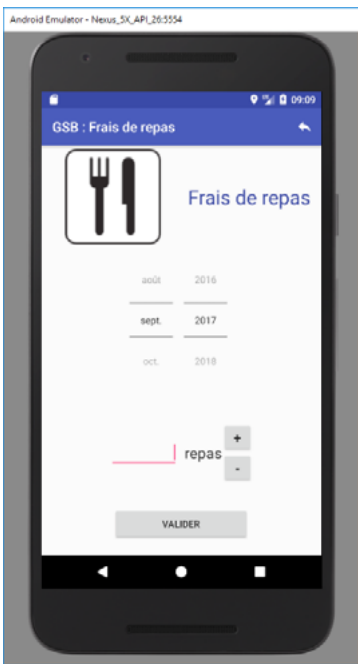 Android Emulator - Nexus_5X_API_26:5554
09:09
GSB : Frais de repas
Frais de repas
août 2016
sept. 2017
oct. 2018
repas
+
-
VALIDER